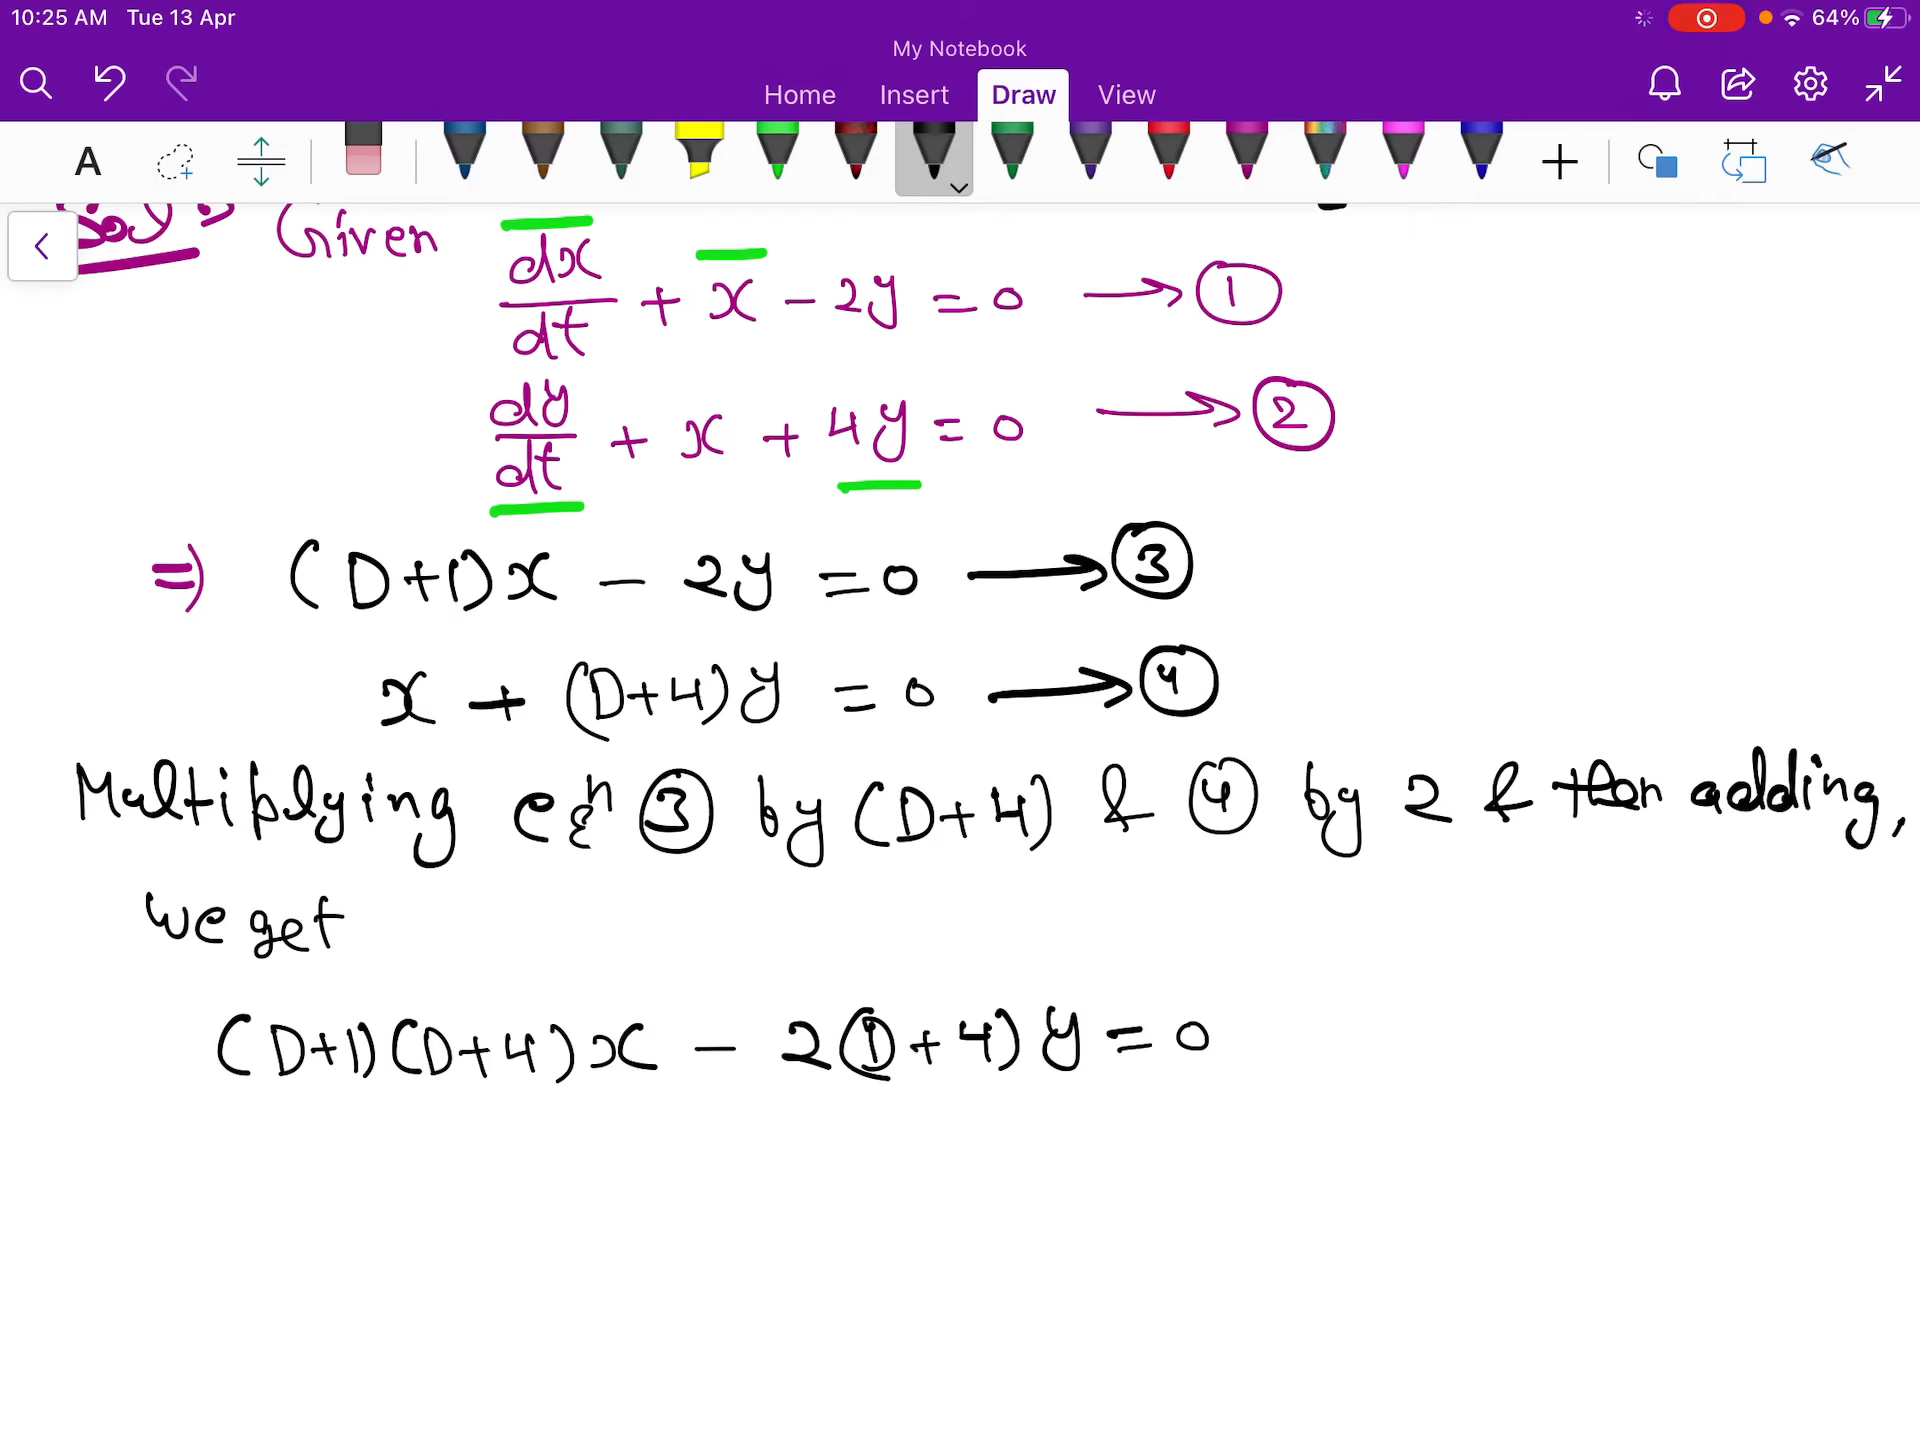 10:25 AM Tue 13 Apr 64%
My Notebook
Home Insert Draw View
A
Given dx/dt + x - 2y = 0 → ①
dy/dt + x + 4y = 0 → ②
⇒ (D+1)x - 2y = 0 → ③
x + (D+4)y = 0 → ④
Multiplying eqn ③ by (D+4) & ④ by 2 & then adding,
we get
(D+1)(D+4)x - 2(D+4)y = 0